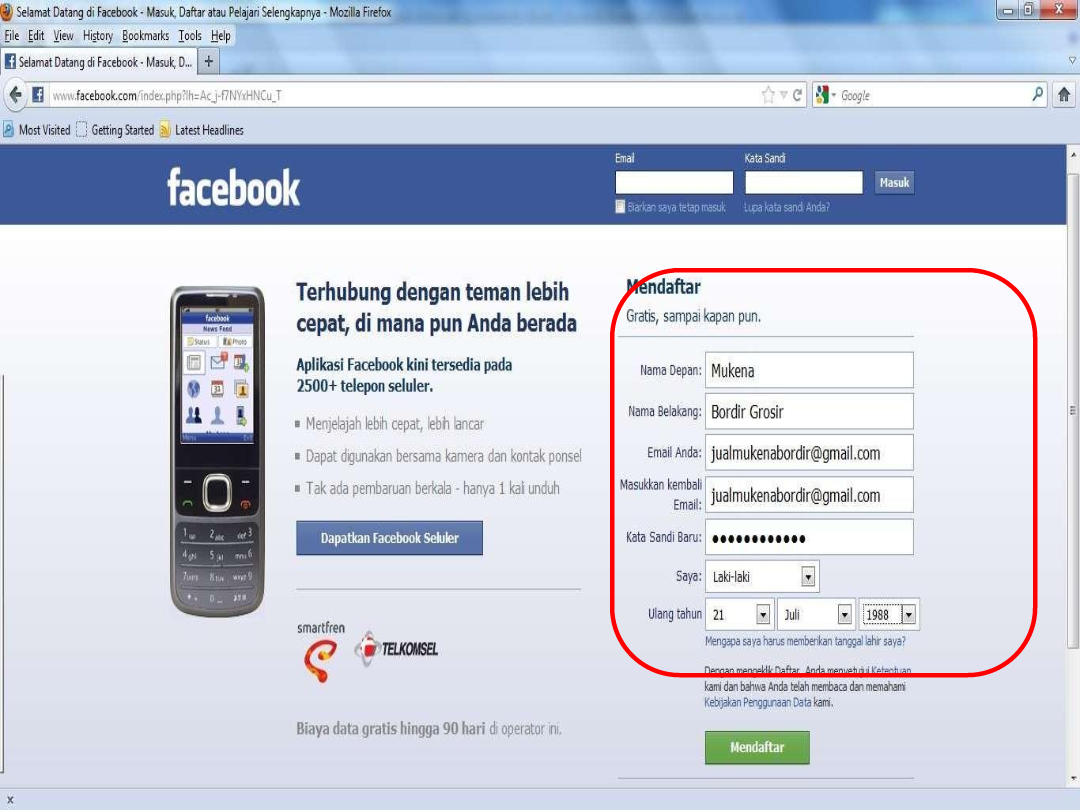 Selamat Datang di Facebook - Masuk, Daftar atau Pelajari Selengkapnya - Mozilla Firefox
File Edit View History Bookmarks Tools Help
Selamat Datang di Facebook - Masuk, D...
www.facebook.com/index.php?lh=Ac_j-f7NYxHNCu_T
Google
Most Visited Getting Started Latest Headlines
facebook
Email Kata Sandi
Masuk
Biarkan saya tetap masuk Lupa kata sandi Anda?
facebook
News Feed
Status Photo
Menu Exit
Terhubung dengan teman lebih
cepat, di mana pun Anda berada
Aplikasi Facebook kini tersedia pada
2500+ telepon seluler.
Menjelajah lebih cepat, lebih lancar
Dapat digunakan bersama kamera dan kontak ponsel
Tak ada pembaruan berkala - hanya 1 kali unduh
Dapatkan Facebook Seluler
smartfren
TELKOMSEL
Biaya data gratis hingga 90 hari di operator ini.
Mendaftar
Gratis, sampai kapan pun.
Nama Depan: Mukena
Nama Belakang: Bordir Grosir
Email Anda: jualmukenabordir@gmail.com
Masukkan kembali
Email: jualmukenabordir@gmail.com
Kata Sandi Baru: ●●●●●●●●●●●●
Saya: Laki-laki
Ulang tahun 21 Juli 1988
Mengapa saya harus memberikan tanggal lahir saya?
Dengan mengeklik Daftar, Anda menyetujui Ketentuan
kami dan bahwa Anda telah membaca dan memahami
Kebijakan Penggunaan Data kami.
Mendaftar
x